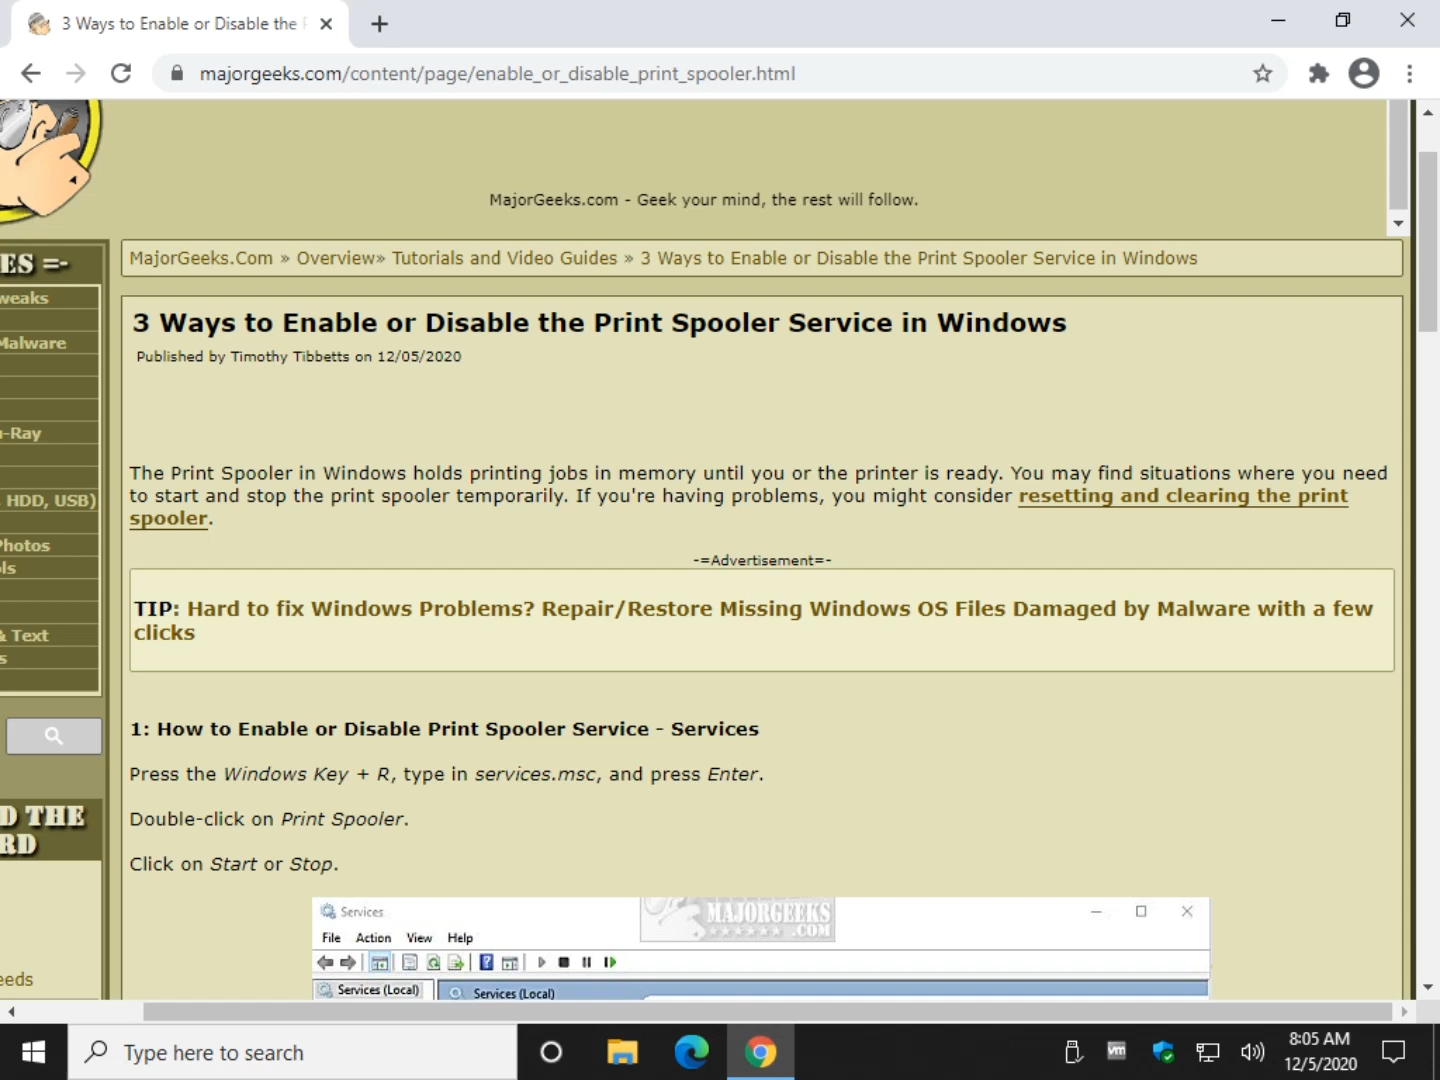 3 Ways to Enable or Disable the
majorgeeks.com/content/page/enable_or_disable_print_spooler.html
MajorGeeks.com - Geek your mind, the rest will follow.
MajorGeeks.Com » Overview» Tutorials and Video Guides » 3 Ways to Enable or Disable the Print Spooler Service in Windows
3 Ways to Enable or Disable the Print Spooler Service in Windows
Published by Timothy Tibbetts on 12/05/2020
The Print Spooler in Windows holds printing jobs in memory until you or the printer is ready. You may find situations where you need
to start and stop the print spooler temporarily. If you're having problems, you might consider resetting and clearing the print
spooler.
-=Advertisement=-
TIP: Hard to fix Windows Problems? Repair/Restore Missing Windows OS Files Damaged by Malware with a few
clicks
1: How to Enable or Disable Print Spooler Service - Services
Press the Windows Key + R, type in services.msc, and press Enter.
Double-click on Print Spooler.
Click on Start or Stop.
Services
MAJORGEEKS
.COM
File Action View Help
Services (Local)
Services (Local)
ES =-
weaks
Malware
-Ray
HDD, USB)
Photos
ls
& Text
s
D THE
RD
eeds
Type here to search
vm
8:05 AM
12/5/2020